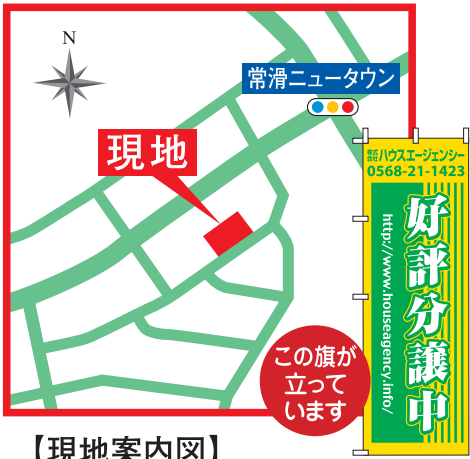 N
常滑ニュータウン
現地
株式会社ハウスエージェンシー
0568-21-1423
好評分譲中
http://www.houseagency.info/
この旗が
立って
います
【現地案内図】